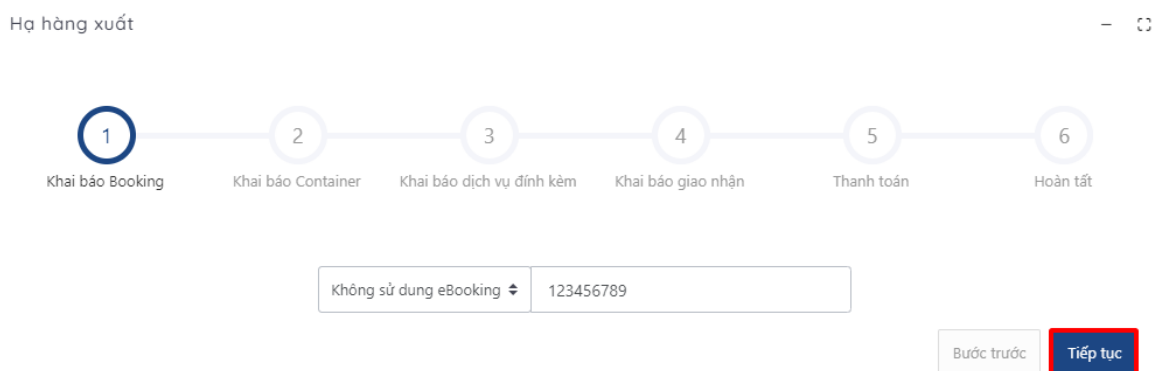 Hạ hàng xuất
1 2 3 4 5 6
Khai báo Booking Khai báo Container Khai báo dịch vụ đính kèm Khai báo giao nhận Thanh toán Hoàn tất
Không sử dung eBooking 123456789
Bước trước Tiếp tục